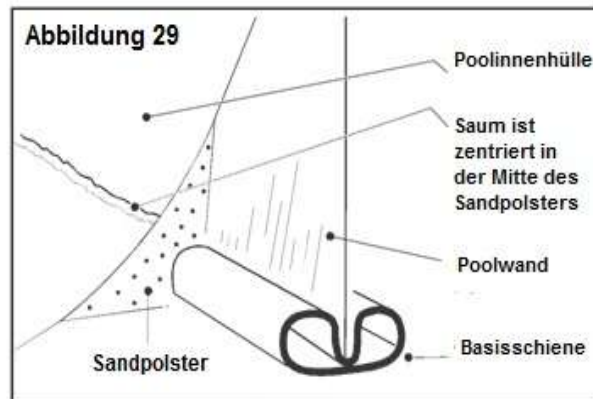 Abbildung 29
Poolinnenhülle
Saum ist
zentriert in
der Mitte des
Sandpolsters
Poolwand
Basisschiene
Sandpolster